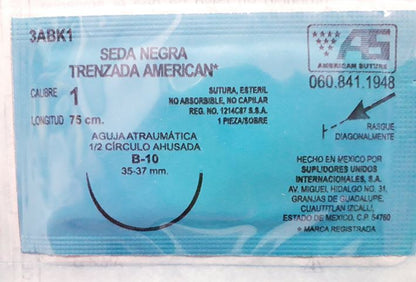 3ABK1
SEDA NEGRA
TRENZADA AMERICAN*
CALIBRE 1
LONGITUD 75 cm.
SUTURA, ESTERIL
NO ABSORBIBLE, NO CAPILAR
REG. NO. 1214C87 S.S.A.
1 PIEZA/SOBRE
AGUJA ATRAUMÁTICA
1/2 CÍRCULO AHUSADA
B-10
35-37 mm.
AS
AMERICAN SUTURE
060.841.1948
RASGUE
DIAGONALMENTE
HECHO EN MEXICO POR
SUPLIDORES UNIDOS
INTERNACIONALES, S.A.
AV. MIGUEL HIDALGO NO. 31,
GRANJAS DE GUADALUPE,
CUAUTITLAN IZCALLI,
ESTADO DE MEXICO, C.P. 54760
* MARCA REGISTRADA